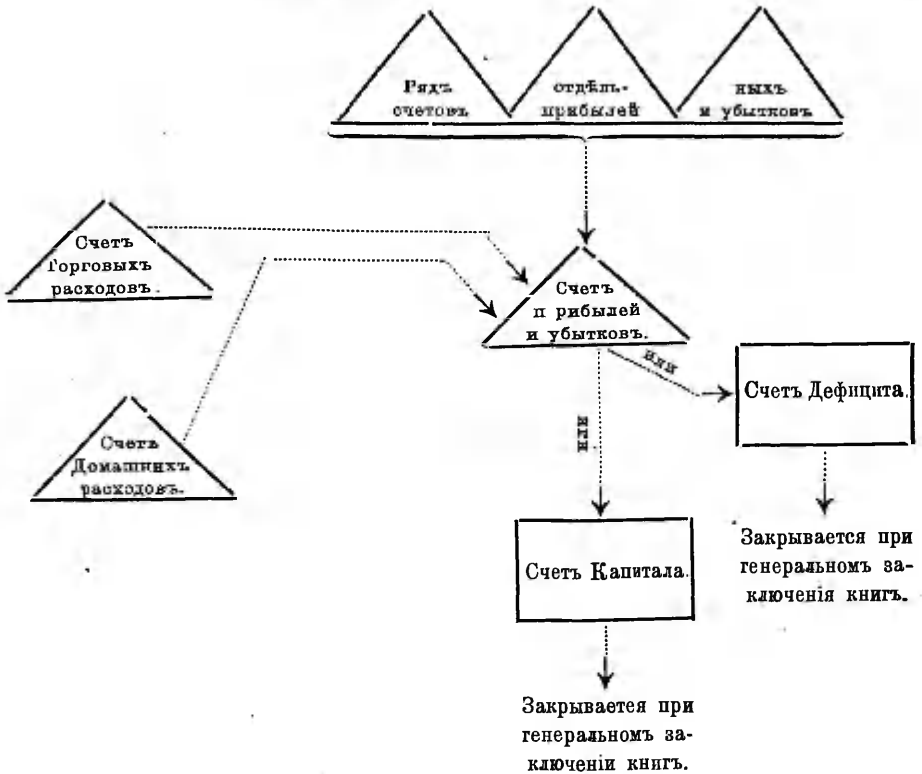 Рядъ
счетовъ
отдѣль-
прибылей
ныхъ
и убытковъ
Счетъ
Торговыхъ
расходовъ.
Счетъ
Домашнихъ
расходовъ.
Счетъ
п рибылей
и убытковъ.
или
или
Счетъ Дефицита.
Закрывается при
генеральномъ за-
ключенія книгъ.
Счетъ Капитала.
Закрывается при
генеральномъ за-
ключеніи книгъ.